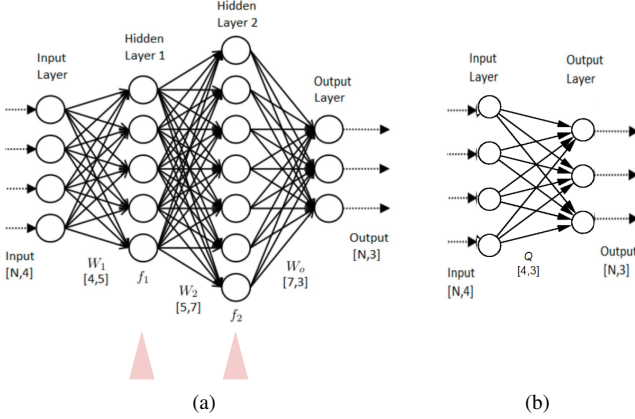 Hidden
Layer 2
Input
Layer
Hidden
Layer 1
Output
Layer
Input
[N,4]
W1
[4,5]
f1
W2
[5,7]
f2
Wo
[7,3]
Output
[N,3]
(a)
Input
Layer
Output
Layer
Input
[N,4]
Q
[4,3]
Output
[N,3]
(b)